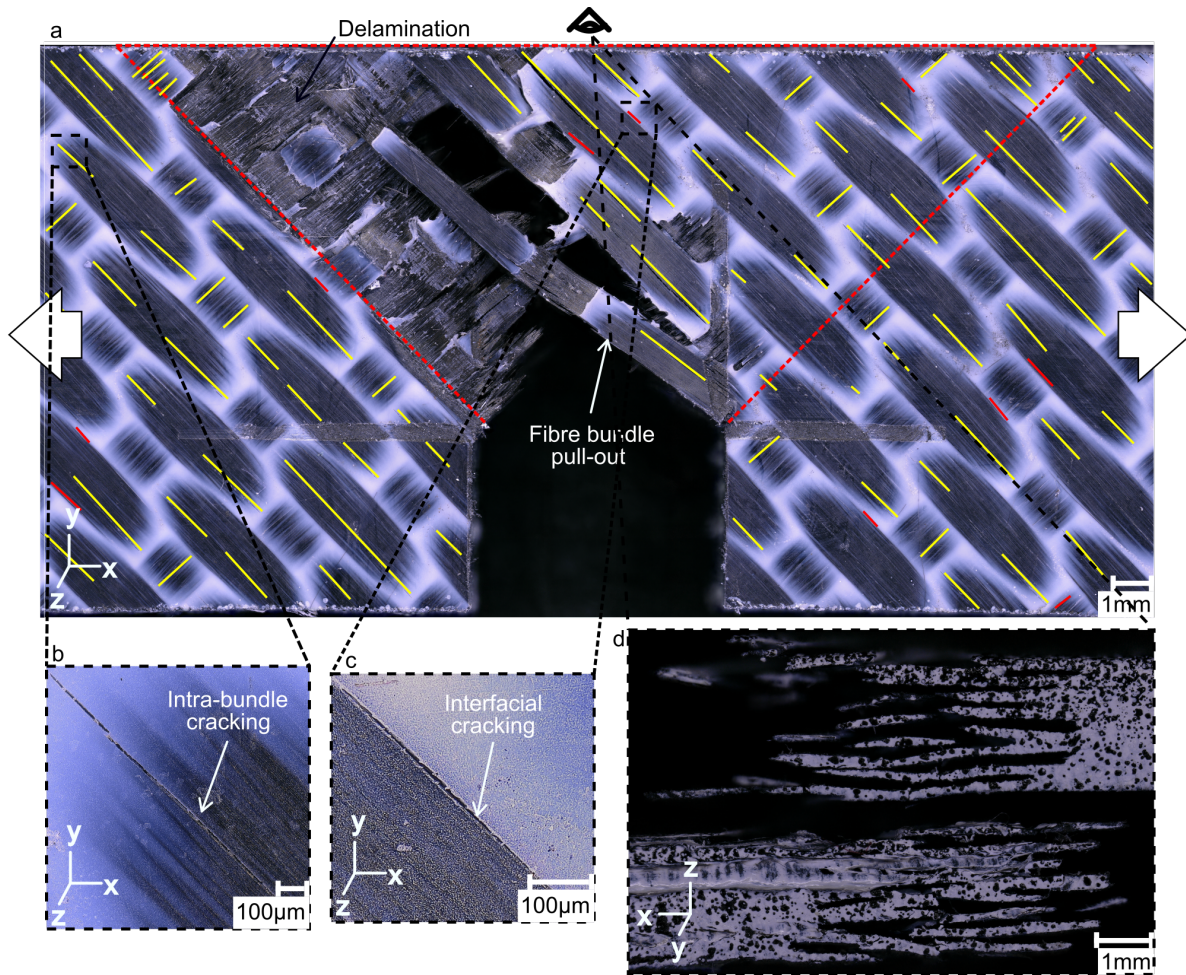 a
Delamination
Fibre bundle
pull-out
y
x
z
1mm
b
Intra-bundle
cracking
y
x
z
100µm
c
Interfacial
cracking
y
x
z
100µm
d
z
x
y
1mm